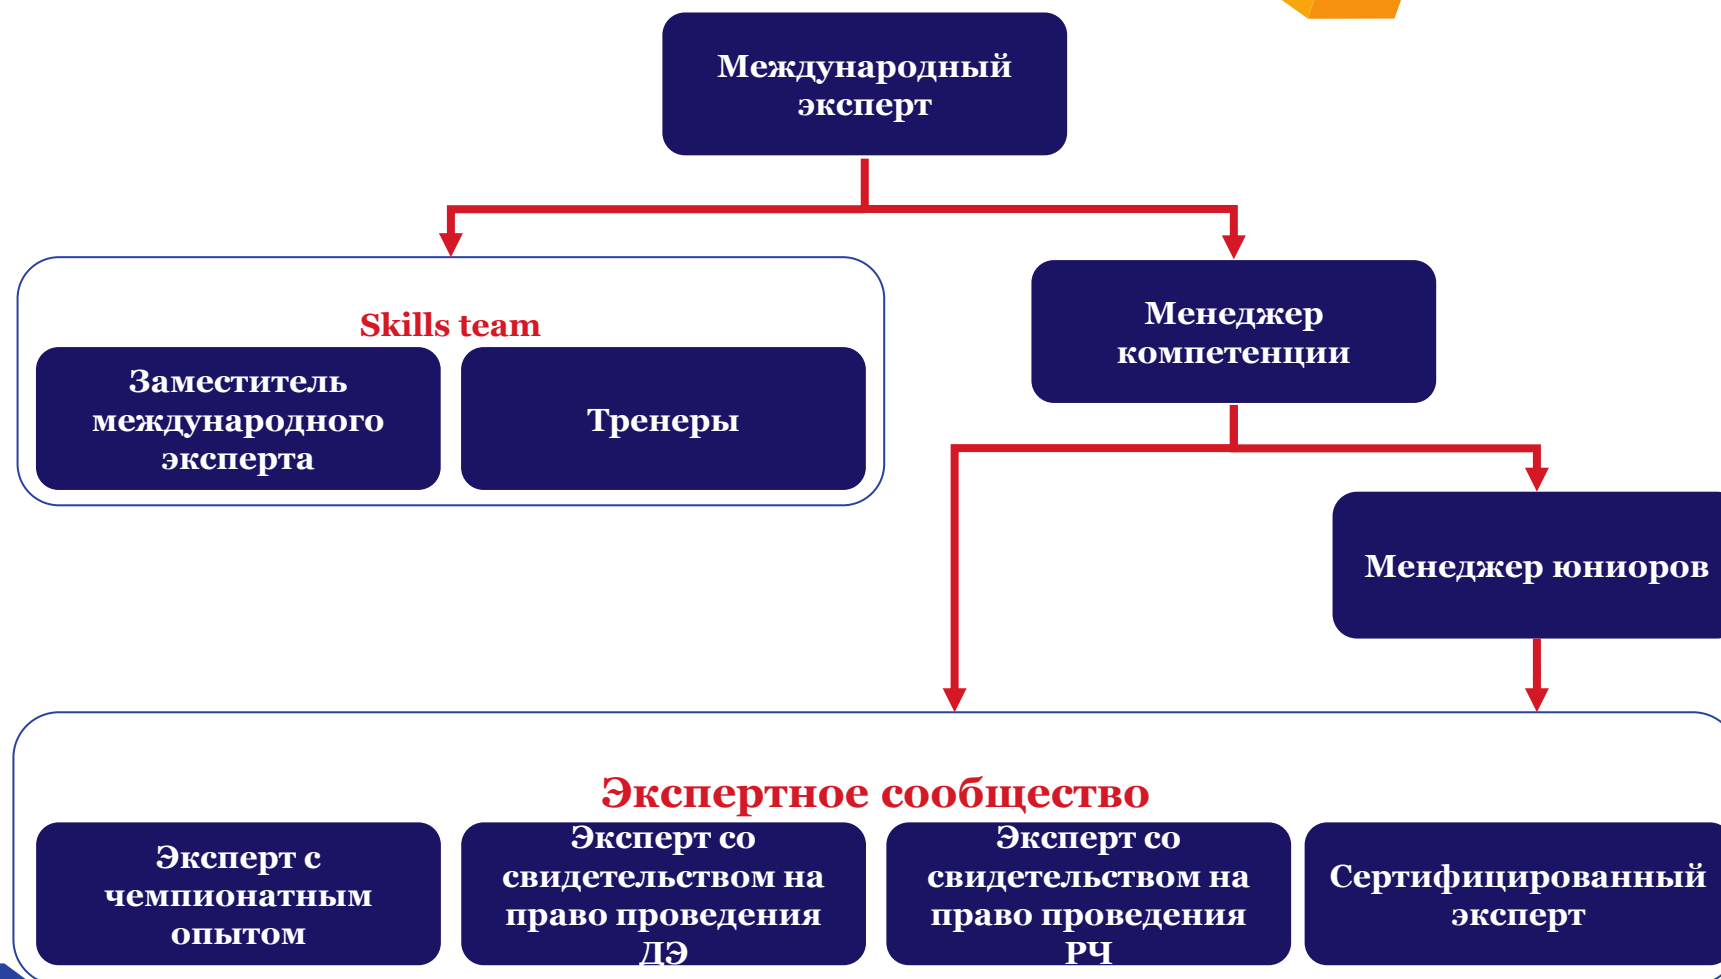 Международный
эксперт
Skills team
Заместитель
международного
эксперта
Тренеры
Менеджер
компетенции
Менеджер юниоров
Экспертное сообщество
Эксперт с
чемпионатным
опытом
Эксперт со
свидетельством на
право проведения
ДЭ
Эксперт со
свидетельством на
право проведения
РЧ
Сертифицированный
эксперт